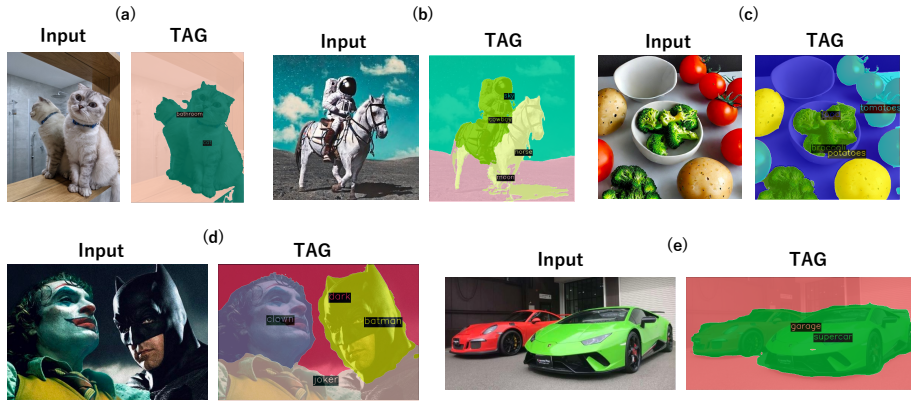 (a)
(b)
(c)
Input
TAG
Input
TAG
Input
TAG
bathroom
cat
sky
cowboy
horse
moon
tomatoes
broccoli
potatoes
(d)
(e)
Input
TAG
Input
TAG
dark
clown
batman
joker
garage
supercar